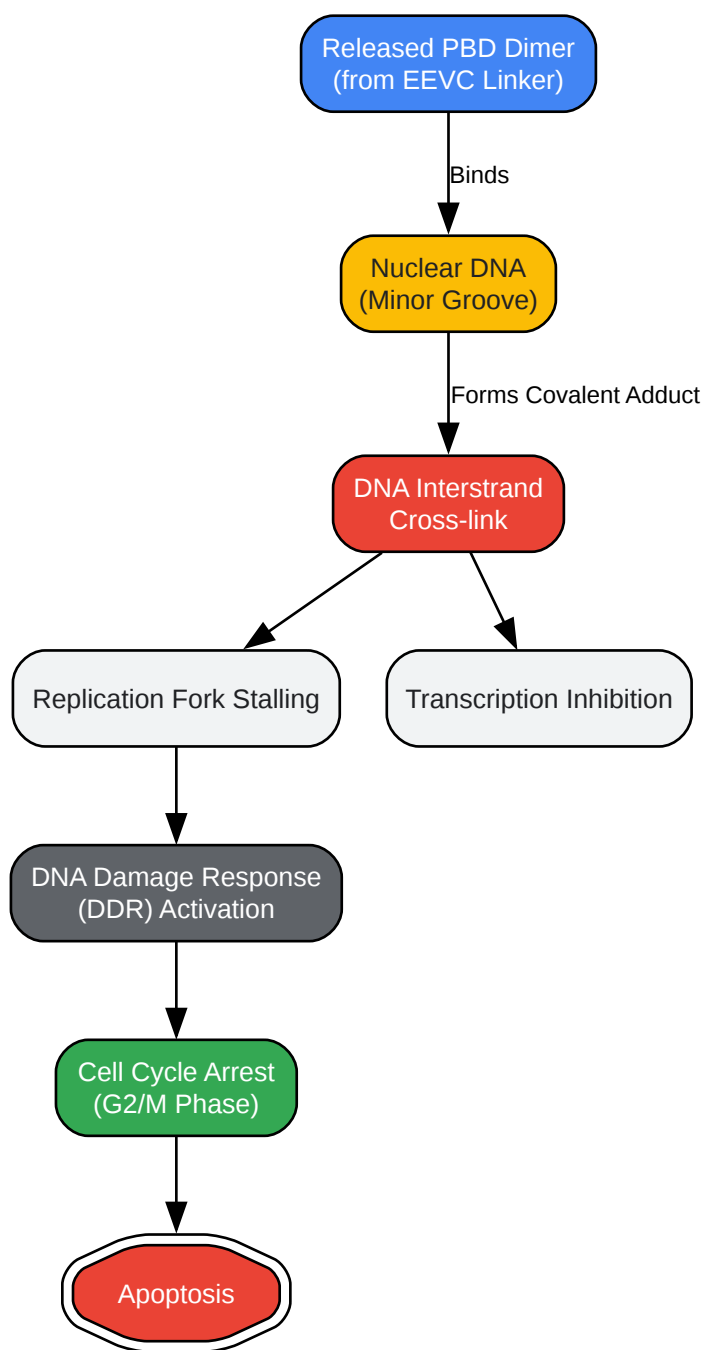 Released PBD Dimer
(from EEVC Linker)
Binds
Nuclear DNA
(Minor Groove)
Forms Covalent Adduct
DNA Interstrand
Cross-link
Replication Fork Stalling
Transcription Inhibition
DNA Damage Response
(DDR) Activation
Cell Cycle Arrest
(G2/M Phase)
Apoptosis